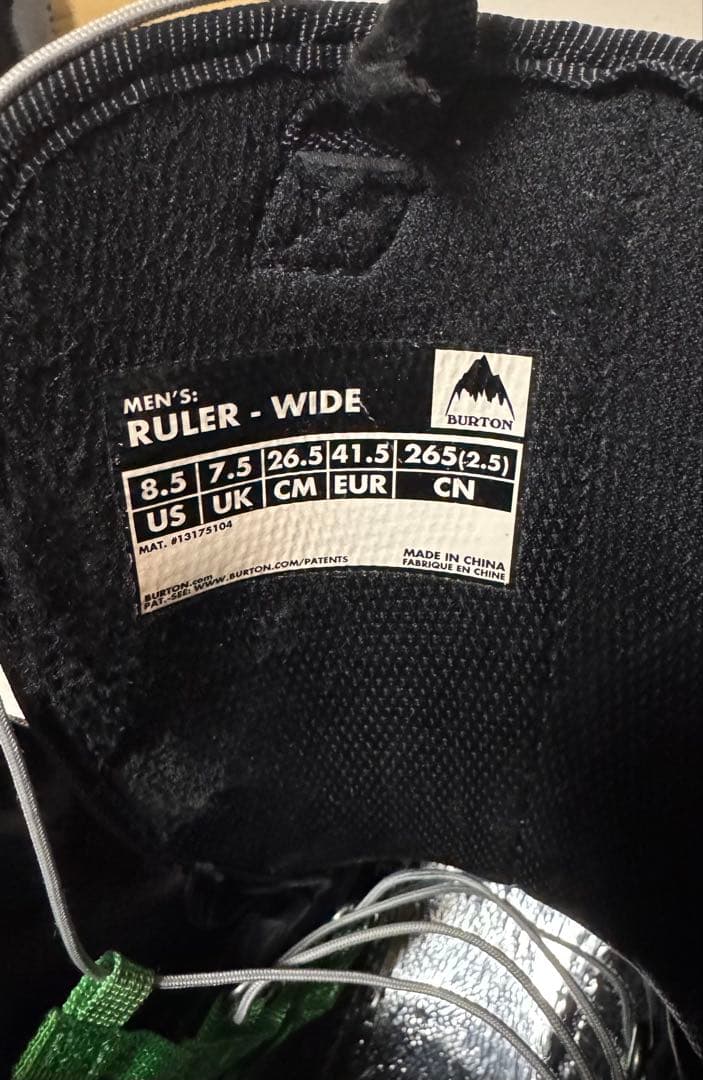 MEN'S:
RULER - WIDE
BURTON
8.5 7.5 26.5 41.5 265(2.5)
US UK CM EUR CN
MAT. #13175104
BURTON.com
PAT.-SEE: WWW.BURTON.COM/PATENTS
MADE IN CHINA
FABRIQUE EN CHINE